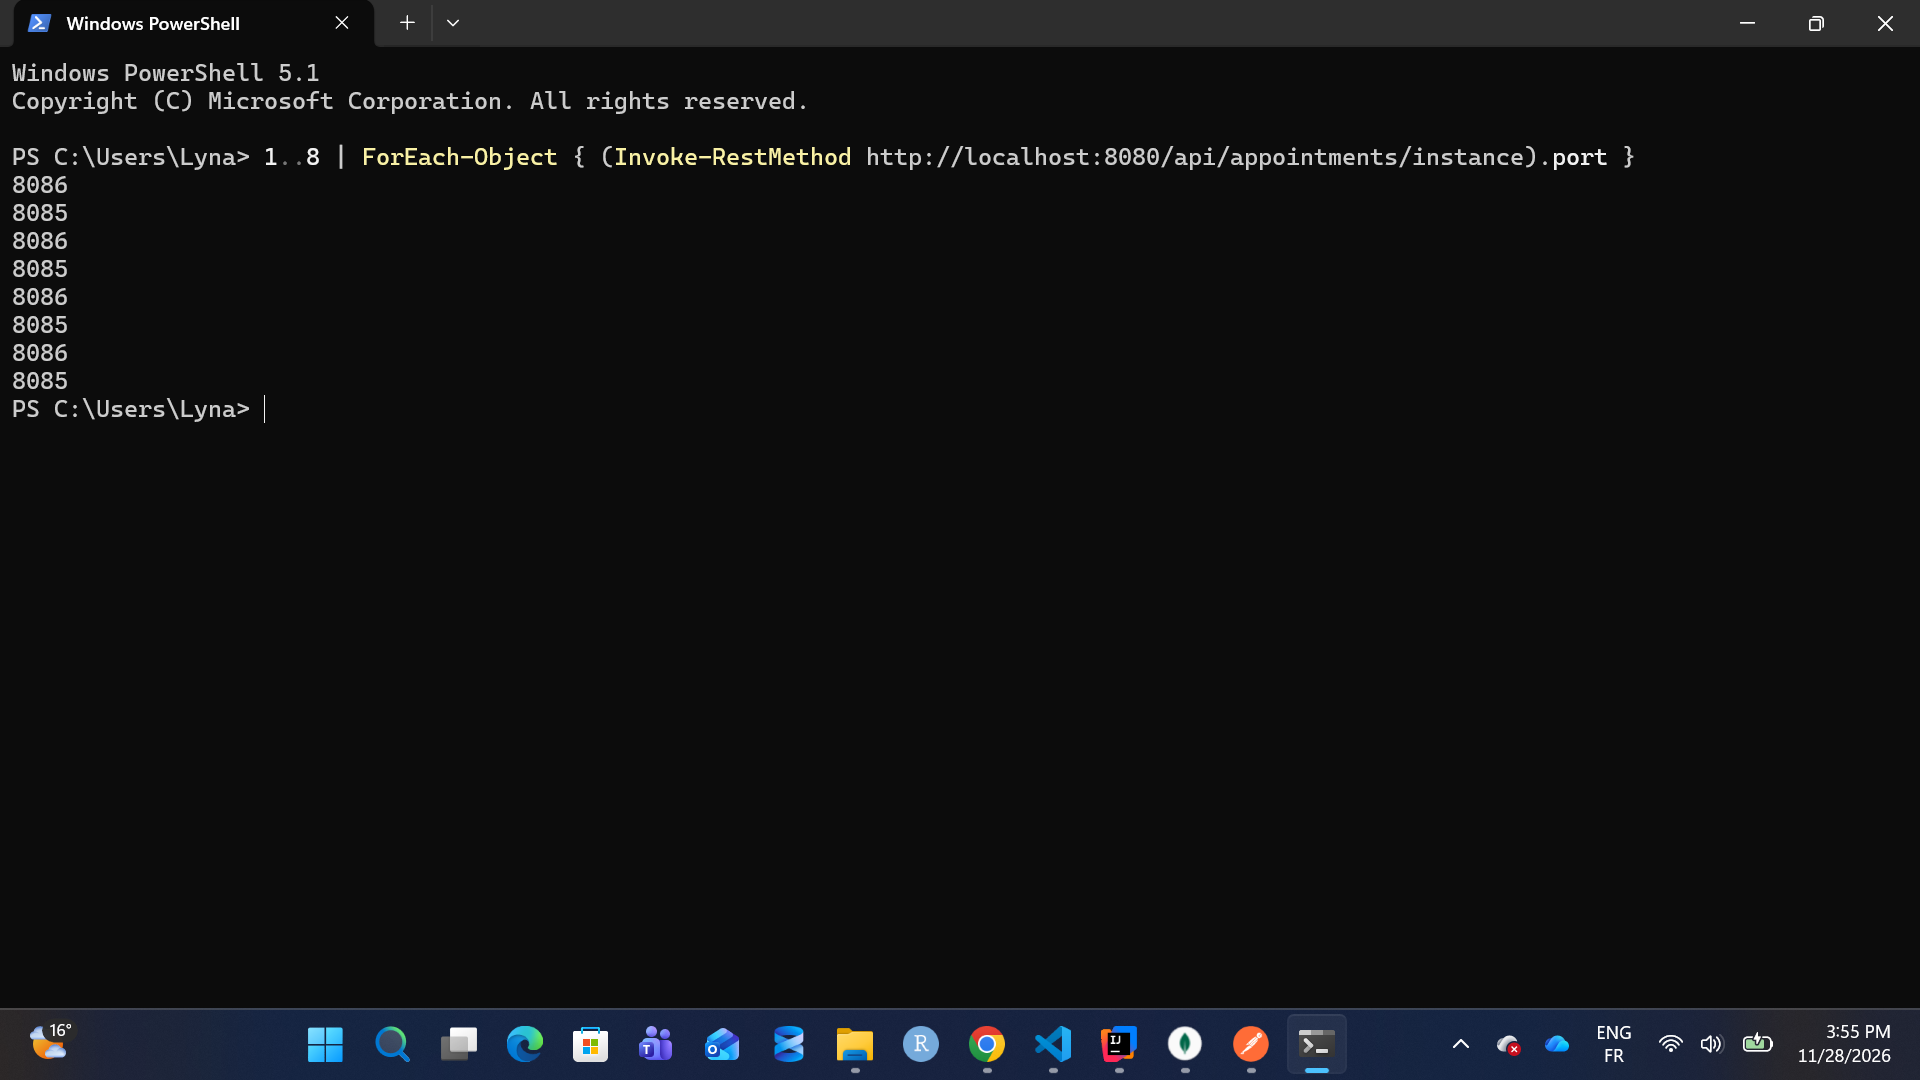 Windows PowerShell
Windows PowerShell 5.1
Copyright (C) Microsoft Corporation. All rights reserved.
PS C:\Users\Lyna> 1..8 | ForEach-Object { (Invoke-RestMethod http://localhost:8080/api/appointments/instance).port }
8086
8085
8086
8085
8086
8085
8086
8085
PS C:\Users\Lyna>
16°
T
O
R
IJ
ENG
FR
3:55 PM
11/28/2026